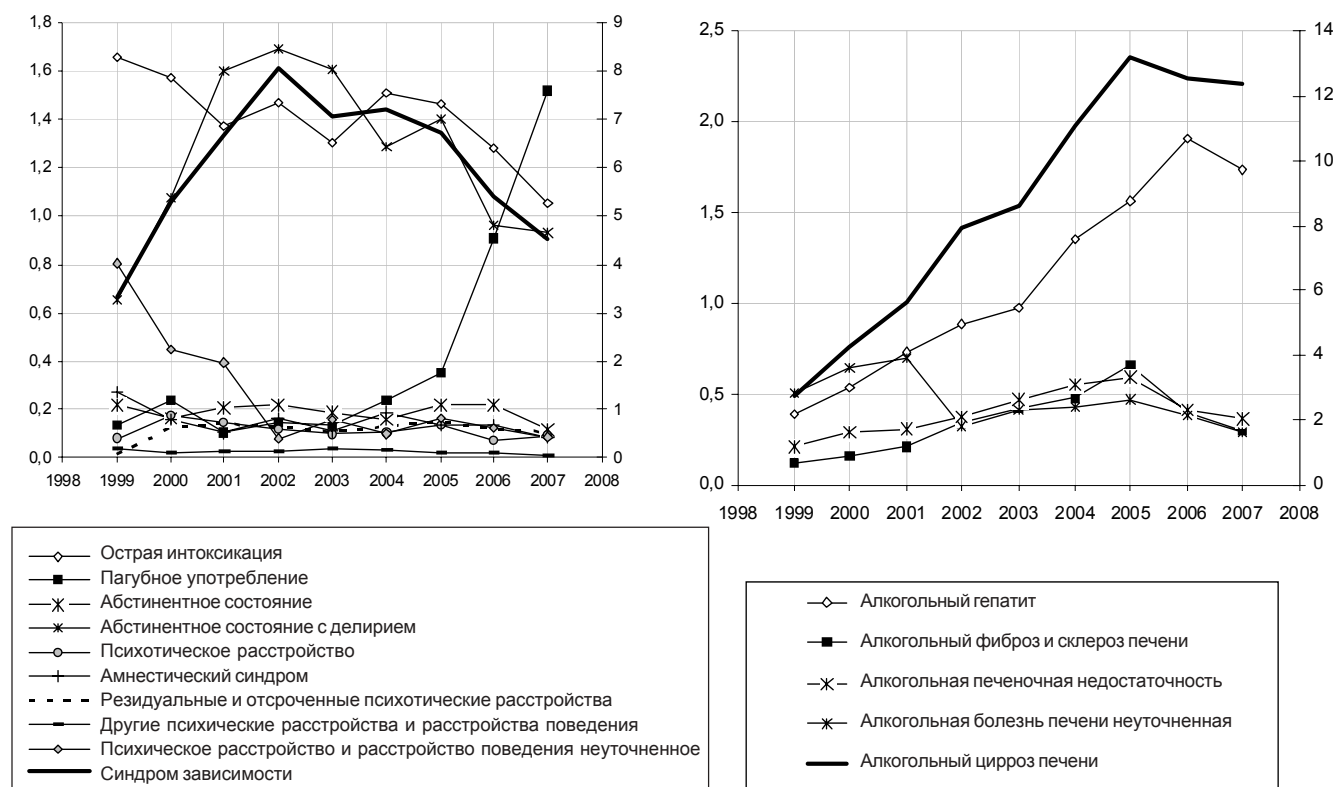 1,8
1,6
1,4
1,2
1,0
0,8
0,6
0,4
0,2
0,0
9
8
7
6
5
4
3
2
1
0
1998 1999 2000 2001 2002 2003 2004 2005 2006 2007 2008
Острая интоксикация
Пагубное употребление
Абстинентное состояние
Абстинентное состояние с делирием
Психотическое расстройство
Амнестический синдром
Резидуальные и отсроченные психотические расстройства
Другие психические расстройства и расстройства поведения
Психическое расстройство и расстройство поведения неуточненное
Синдром зависимости
2,5
2,0
1,5
1,0
0,5
0,0
14
12
10
8
6
4
2
0
1998 1999 2000 2001 2002 2003 2004 2005 2006 2007 2008
Алкогольный гепатит
Алкогольный фиброз и склероз печени
Алкогольная печеночная недостаточность
Алкогольная болезнь печени неуточненная
Алкогольный цирроз печени